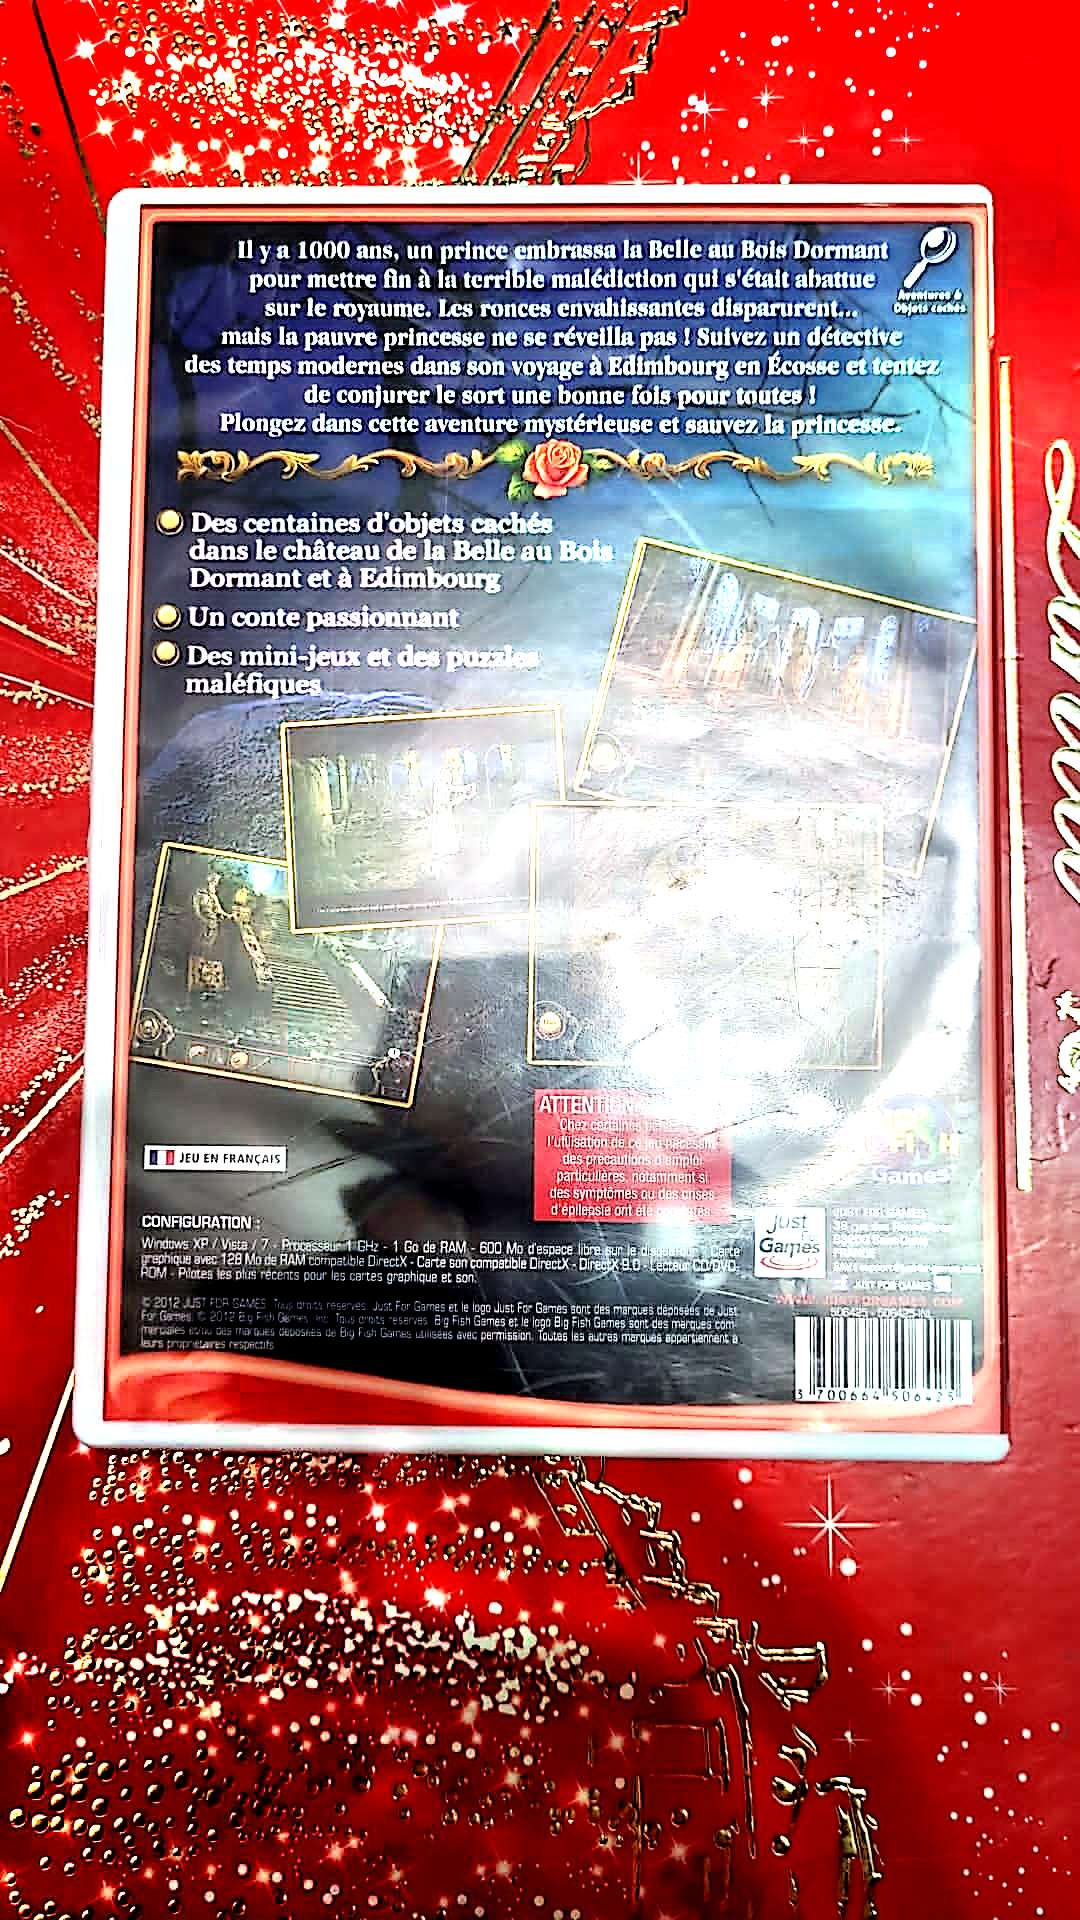 Il y a 1000 ans, un prince embrassa la Belle au Bois Dormant
pour mettre fin à la terrible malédiction qui s'était abattue
sur le royaume. Les ronces envahissantes disparurent...
mais la pauvre princesse ne se réveilla pas ! Suivez un détective
des temps modernes dans son voyage à Edimbourg en Écosse et tentez
de conjurer le sort une bonne fois pour toutes !
Plongez dans cette aventure mystérieuse et sauvez la princesse.
Aventures &
Objets cachés
Des centaines d'objets cachés
dans le château de la Belle au Bois
Dormant et à Edimbourg
Un conte passionnant
Des mini-jeux et des puzzles
maléfiques
ATTENTION
Chez certaines
l'utilisation de ce jeu nécessite
des précautions d'emploi
particulières, notamment si
des symptômes ou des crises
d'épilepsie ont été
JEU EN FRANÇAIS
FISH
Games
CONFIGURATION :
Windows XP / Vista / 7 - Processeur 1 GHz - 1 Go de RAM - 600 Mo d'espace libre sur le disque dur - Carte
graphique avec 128 Mo de RAM compatible DirectX - Carte son compatible DirectX - DirectX 9.0 - Lecteur CD/DVD-
ROM - Pilotes les plus récents pour les cartes graphique et son.
© 2012 JUST FOR GAMES. Tous droits réservés. Just For Games et le logo Just For Games sont des marques déposées de Just
For Games. © 2012 Big Fish Games, Inc. Tous droits réservés. Big Fish Games et le logo Big Fish Games sont des marques com-
merciales et/ou des marques déposées de Big Fish Games utilisées avec permission. Toutes les autres marques appartiennent à
leurs propriétaires respectifs.
Just
Games
JUST FOR GAMES
JUST FOR GAMES
WWW.JUSTFORGAMES.COM
3 700664 506425